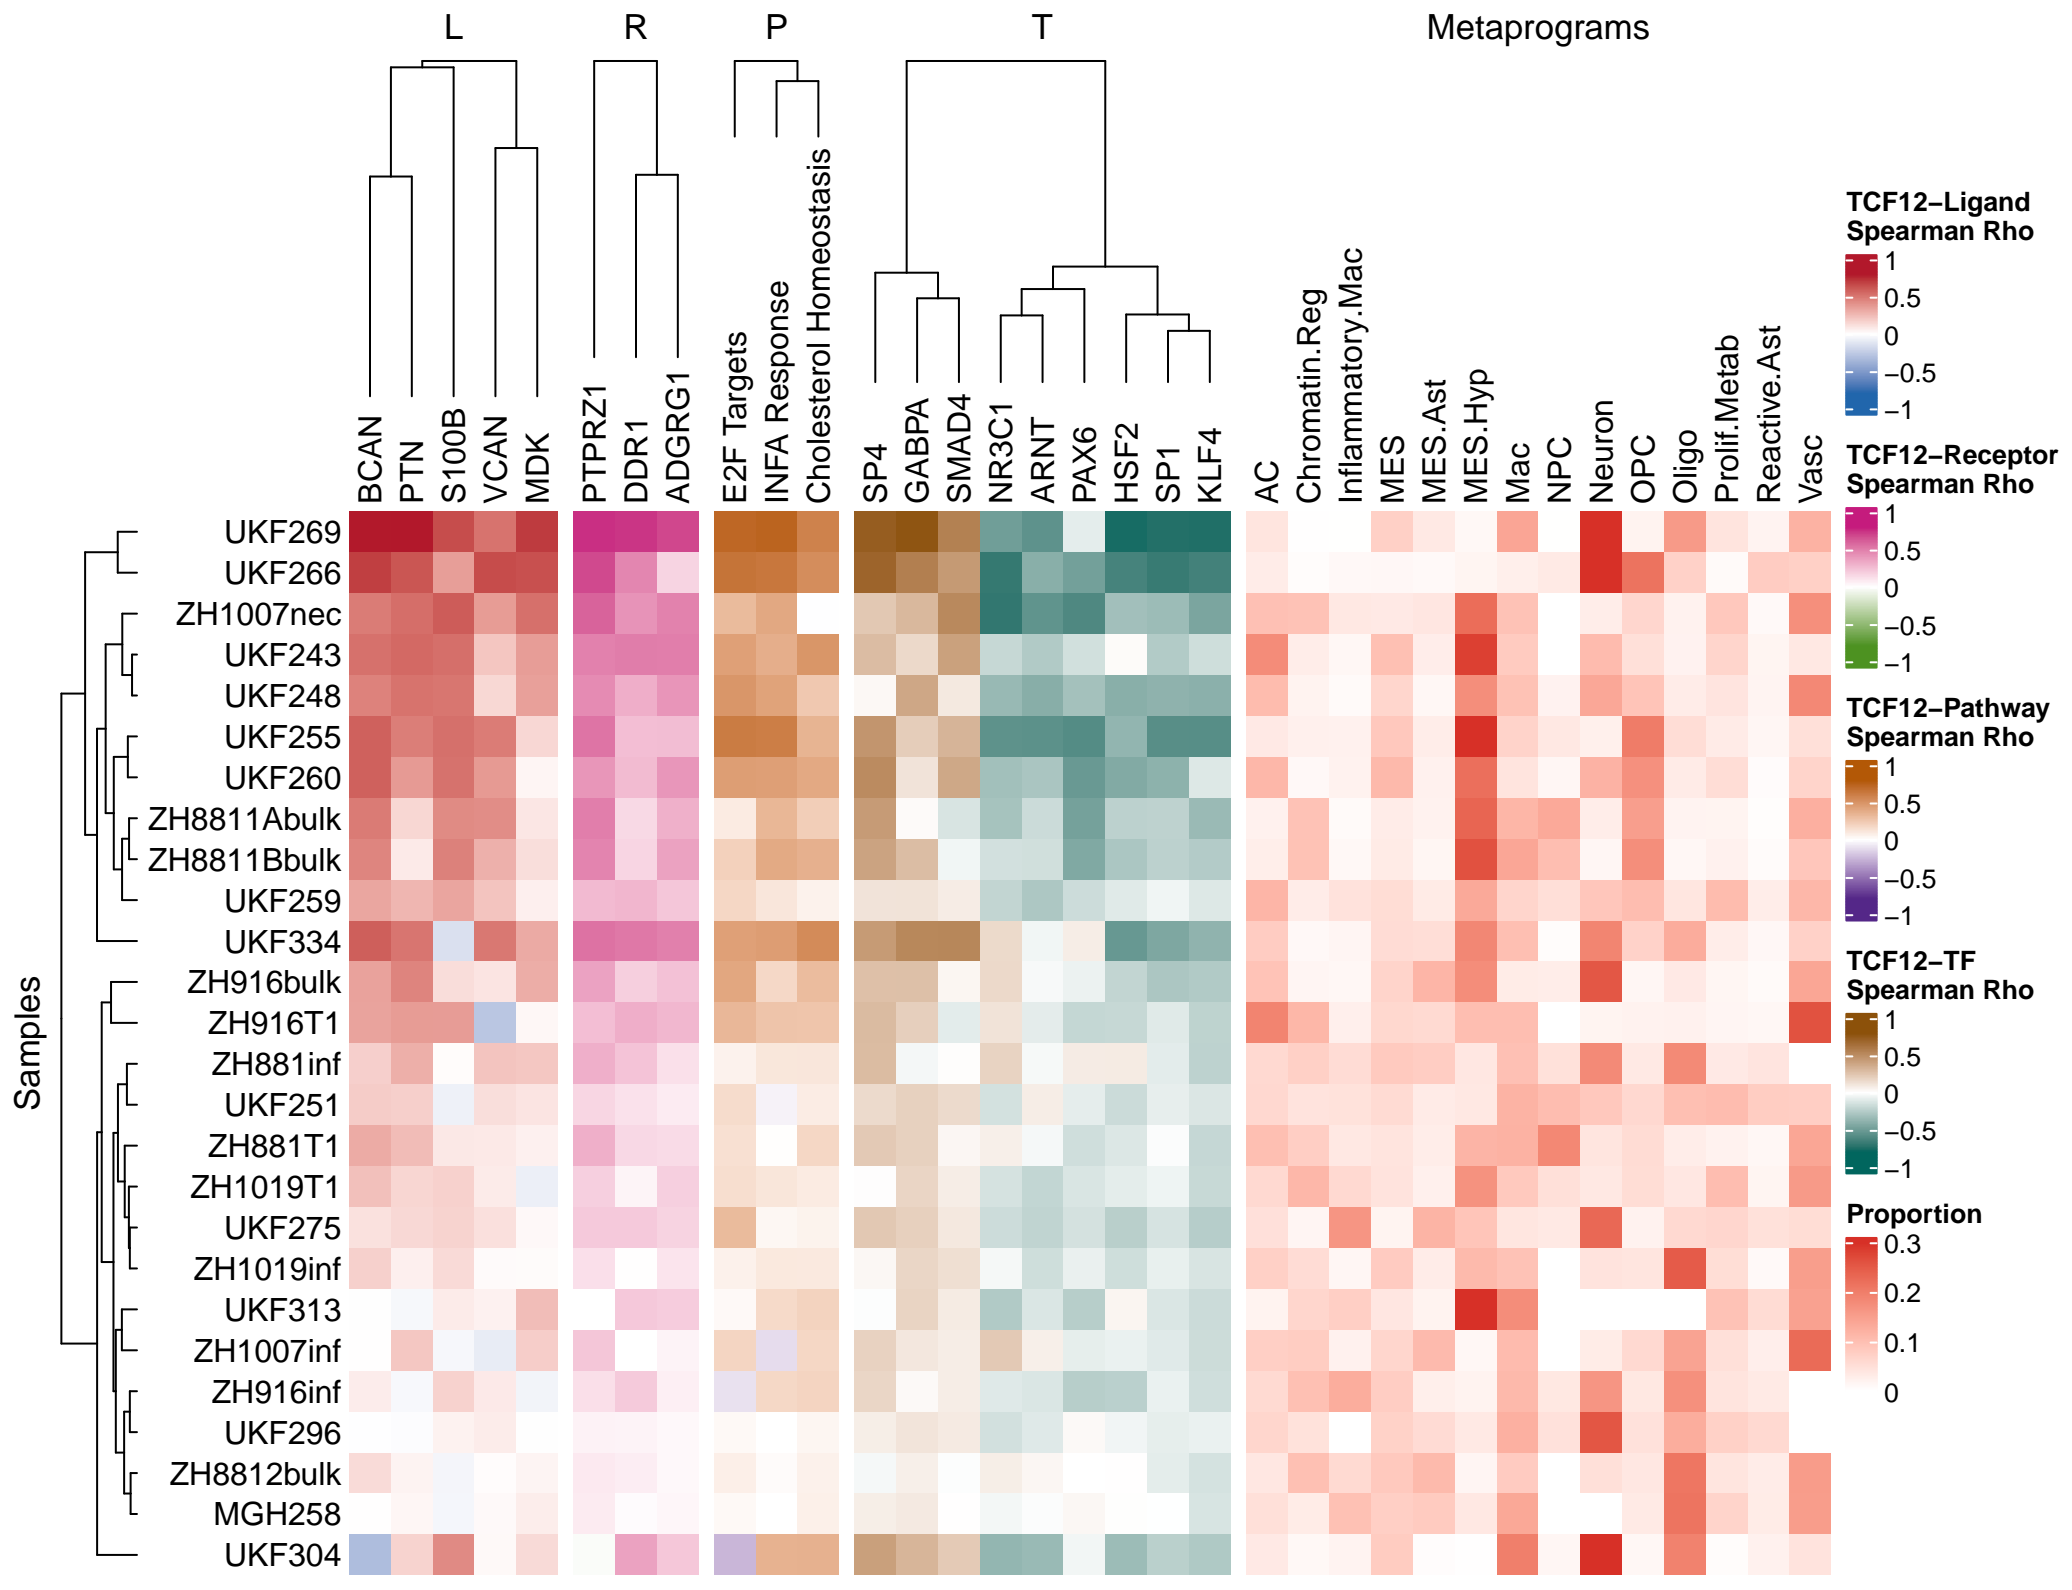 L
R
P
T
Metaprograms
BCAN
PTN
S100B
VCAN
MDK
PTPRZ1
DDR1
ADGRG1
E2F Targets
INFA Response
Cholesterol Homeostasis
SP4
GABPA
SMAD4
NR3C1
ARNT
PAX6
HSF2
SP1
KLF4
AC
Chromatin.Reg
Inflammatory.Mac
MES
MES.Ast
MES.Hyp
Mac
NPC
Neuron
OPC
Oligo
Prolif.Metab
Reactive.Ast
Vasc
Samples
UKF269
UKF266
ZH1007nec
UKF243
UKF248
UKF255
UKF260
ZH8811Abulk
ZH8811Bbulk
UKF259
UKF334
ZH916bulk
ZH916T1
ZH881inf
UKF251
ZH881T1
ZH1019T1
UKF275
ZH1019inf
UKF313
ZH1007inf
ZH916inf
UKF296
ZH8812bulk
MGH258
UKF304
TCF12−Ligand
Spearman Rho
1
0.5
0
−0.5
−1
TCF12−Receptor
Spearman Rho
1
0.5
0
−0.5
−1
TCF12−Pathway
Spearman Rho
1
0.5
0
−0.5
−1
TCF12−TF
Spearman Rho
1
0.5
0
−0.5
−1
Proportion
0.3
0.2
0.1
0